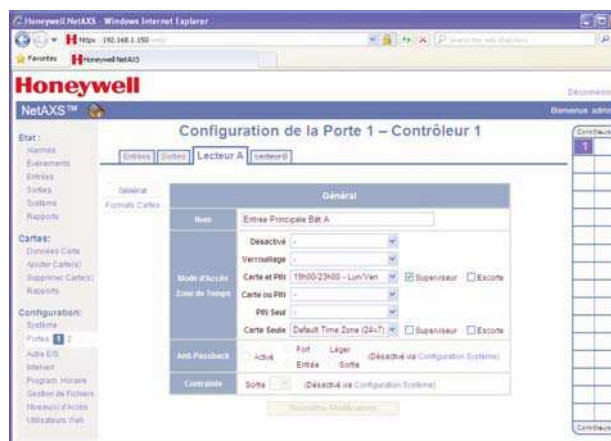 Honeywell NetAXS - Windows Internet Explorer
https 192.168.1.150
Favorites Honeywell NetAXS
Honeywell
NetAXS™
Bienvenue
Configuration de la Porte 1 – Contrôleur 1
Entrées Sorties Lecteur A Lecteur B
Etat :
Alarmes
Evénements
Entrées
Sorties
Système
Rapports
Cartes:
Données Carte
Ajouter Carte(s)
Supprimer Carte(s)
Rapports
Configuration:
Système
Portes 1 2
Autre E/S
Interverr
Program. Horaire
Gestion de Fichiers
Niveau(x) d'Accès
Utilisateurs Web
Général
Formats Cartes
Général
Nom Entrée Principale Bât A
Mode d'Accès
Zone de Temps
Désactivé -
Verrouillage -
Carte et PIN 19h00/23h00 - Lun/Ven Superviseur Escorte
Carte ou PIN -
PIN Seul -
Carte Seule Default Time Zone (24x7) Superviseur Escorte
Anti-Passback Activé Fort Léger (Désactivé via Configuration Système)
Entrée Sortie
Contrainte Sortie (Désactivé via Configuration Système)
1